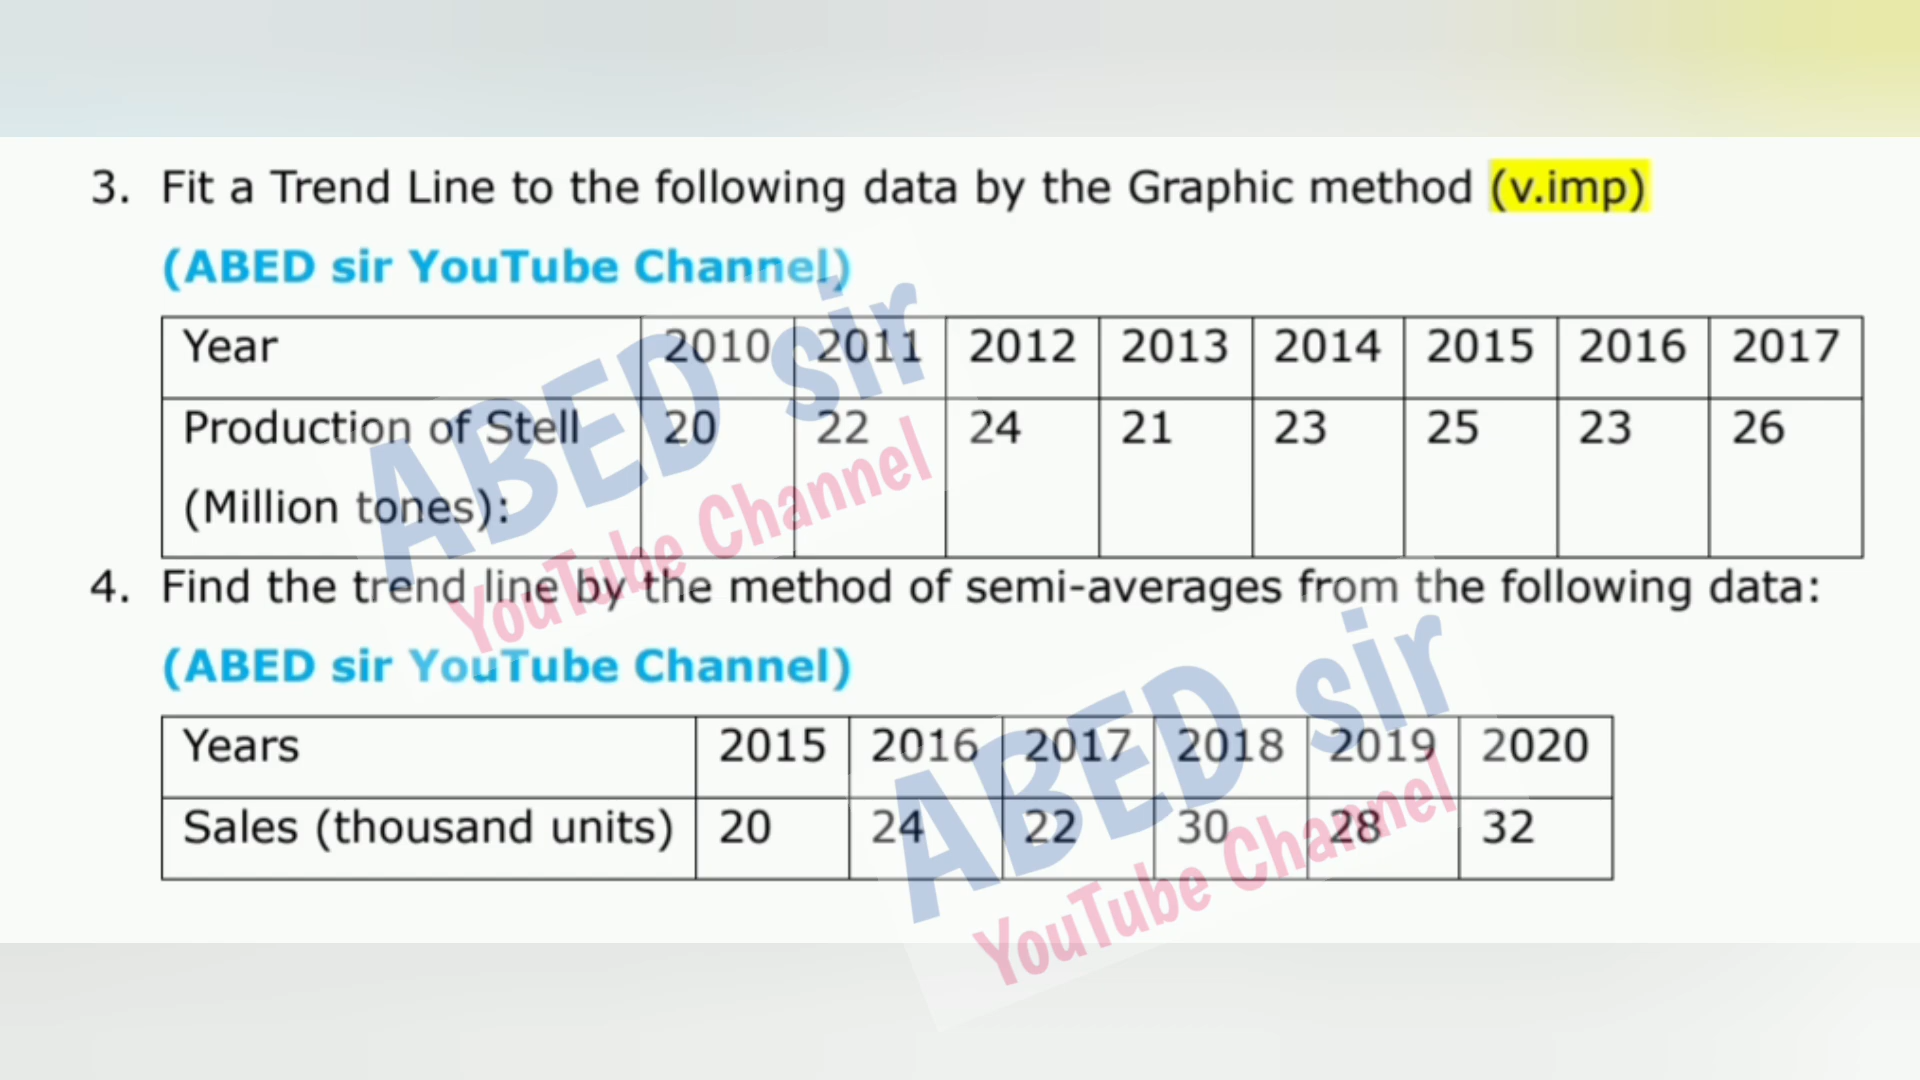 3. Fit a Trend Line to the following data by the Graphic method (v.imp)
(ABED sir YouTube Channel)
Year 2010 2011 2012 2013 2014 2015 2016 2017
Production of Stell 20 22 24 21 23 25 23 26
(Million tones):
4. Find the trend line by the method of semi-averages from the following data:
(ABED sir YouTube Channel)
Years 2015 2016 2017 2018 2019 2020
Sales (thousand units) 20 24 22 30 28 32
ABED sir
YouTube Channel
ABED sir
YouTube Channel